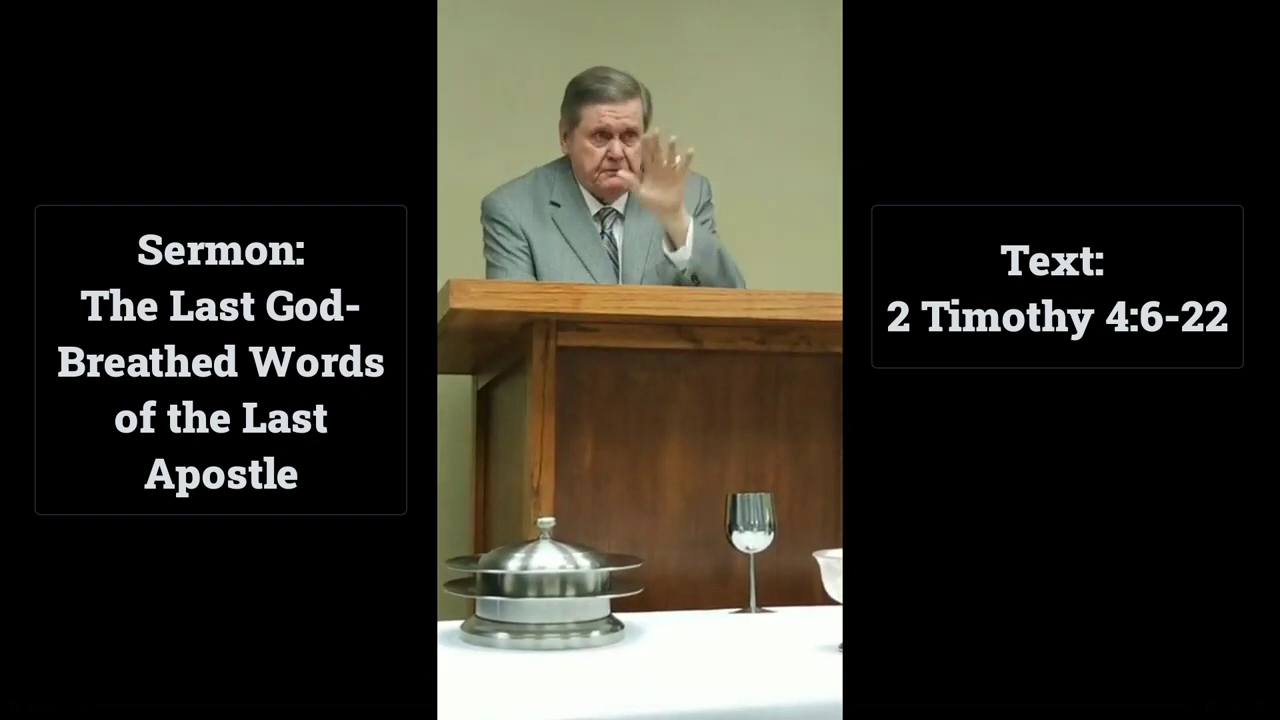 Sermon:
The Last God-
Breathed Words
of the Last
Apostle
Text:
2 Timothy 4:6-22